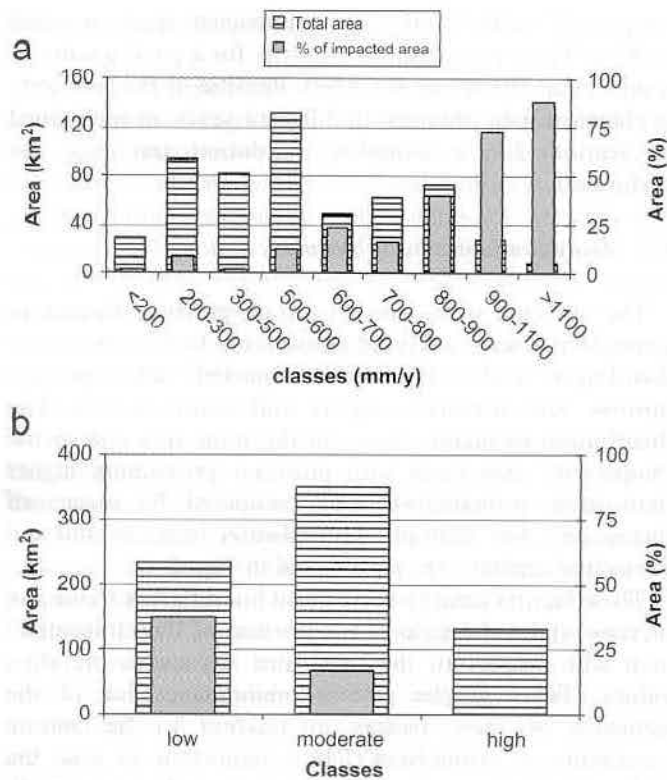 Total area
% of impacted area
a
160
120
80
40
0
Area (km²)
100
75
50
25
0
Area (%)
<200
200-300
300-500
500-600
600-700
700-800
800-900
900-1100
>1100
classes (mm/y)
b
400
300
200
100
0
Area (km²)
100
75
50
25
0
Area (%)
low
moderate
high
Classes